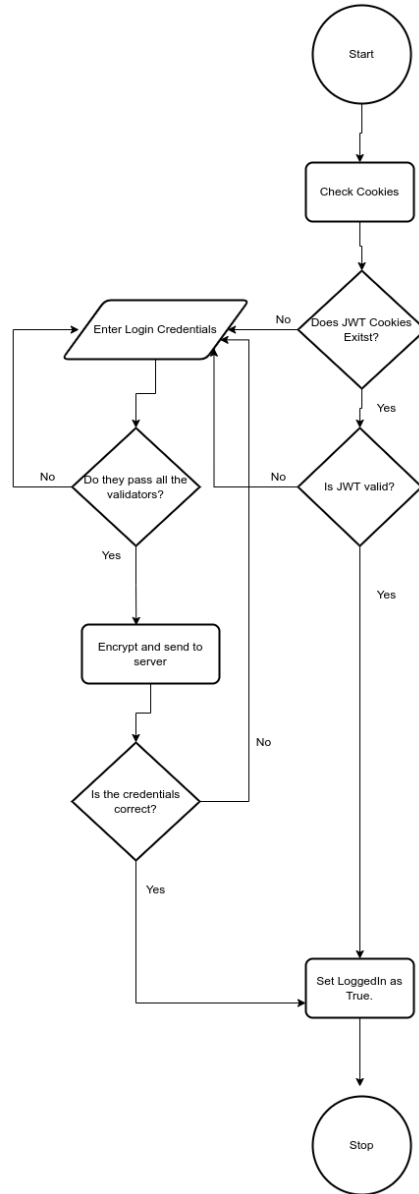 Start
Check Cookies
Does JWT Cookies
Exitst?
No
Enter Login Credentials
Yes
Is JWT valid?
No
Do they pass all the
validators?
No
Yes
Yes
Encrypt and send to
server
No
Is the credentials
correct?
Yes
Set LoggedIn as
True.
Stop